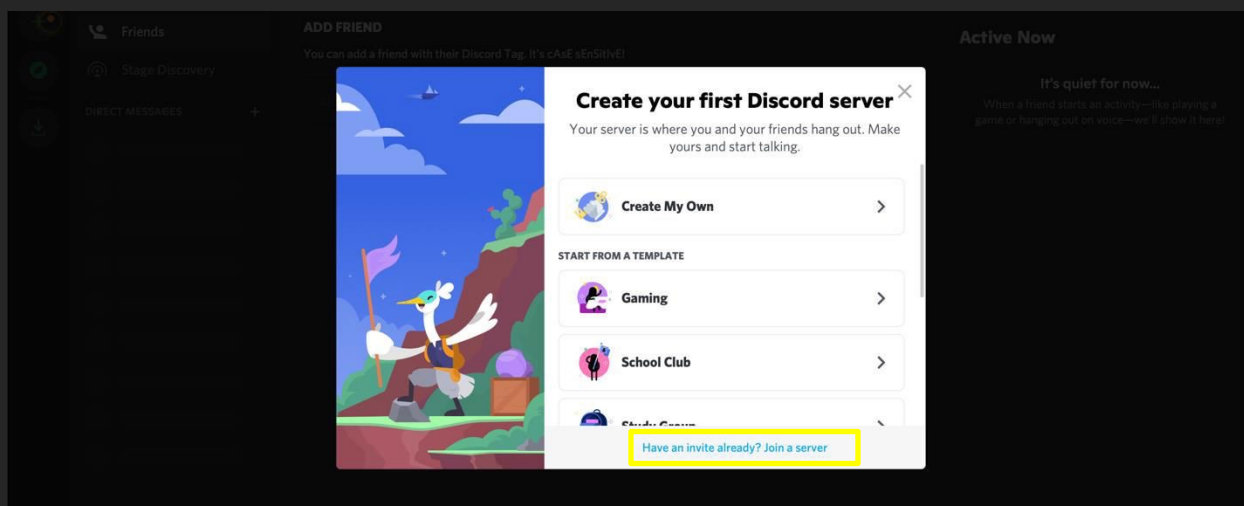 Friends
Stage Discovery
DIRECT MESSAGES +
ADD FRIEND
You can add a friend with their Discord Tag. It's cAsE sEnSitIvE!
Create your first Discord server
Your server is where you and your friends hang out. Make
yours and start talking.
Create My Own
START FROM A TEMPLATE
Gaming
School Club
Study Group
Have an invite already? Join a server
Active Now
It's quiet for now...
When a friend starts an activity—like playing a
game or hanging out on voice—we'll show it here!